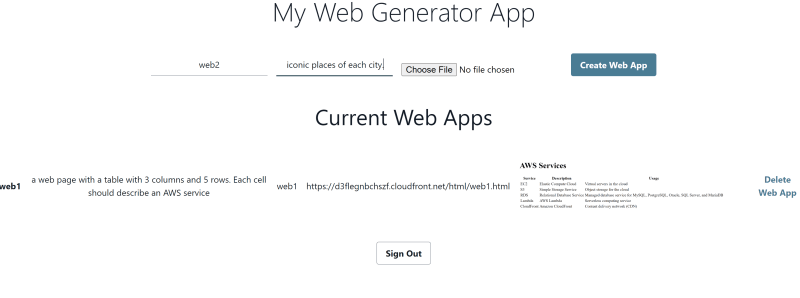 My Web Generator App
web2
iconic places of each city.
Choose File No file chosen
Create Web App
Current Web Apps
web1
a web page with a table with 3 columns and 5 rows. Each cell
should describe an AWS service
web1
https://d3flegnbchszf.cloudfront.net/html/web1.html
AWS Services
Service Description Usage
EC2 Elastic Compute Cloud Virtual servers in the cloud
S3 Simple Storage Service Object storage for the cloud
RDS Relational Database Service Managed database service for MySQL, PostgreSQL, Oracle, SQL Server, and MariaDB
Lambda AWS Lambda Serverless computing service
CloudFront Amazon CloudFront Content delivery network (CDN)
Delete
Web App
Sign Out